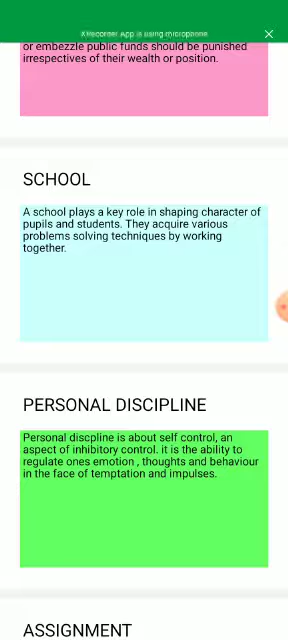 XRecorder App is using microphone
or embezzle public funds should be punished
irrespectives of their wealth or position.
SCHOOL
A school plays a key role in shaping character of
pupils and students. They acquire various
problems solving techniques by working
together.
PERSONAL DISCIPLINE
Personal discpline is about self control, an
aspect of inhibitory control. it is the ability to
regulate ones emotion , thoughts and behaviour
in the face of temptation and impulses.
ASSIGNMENT